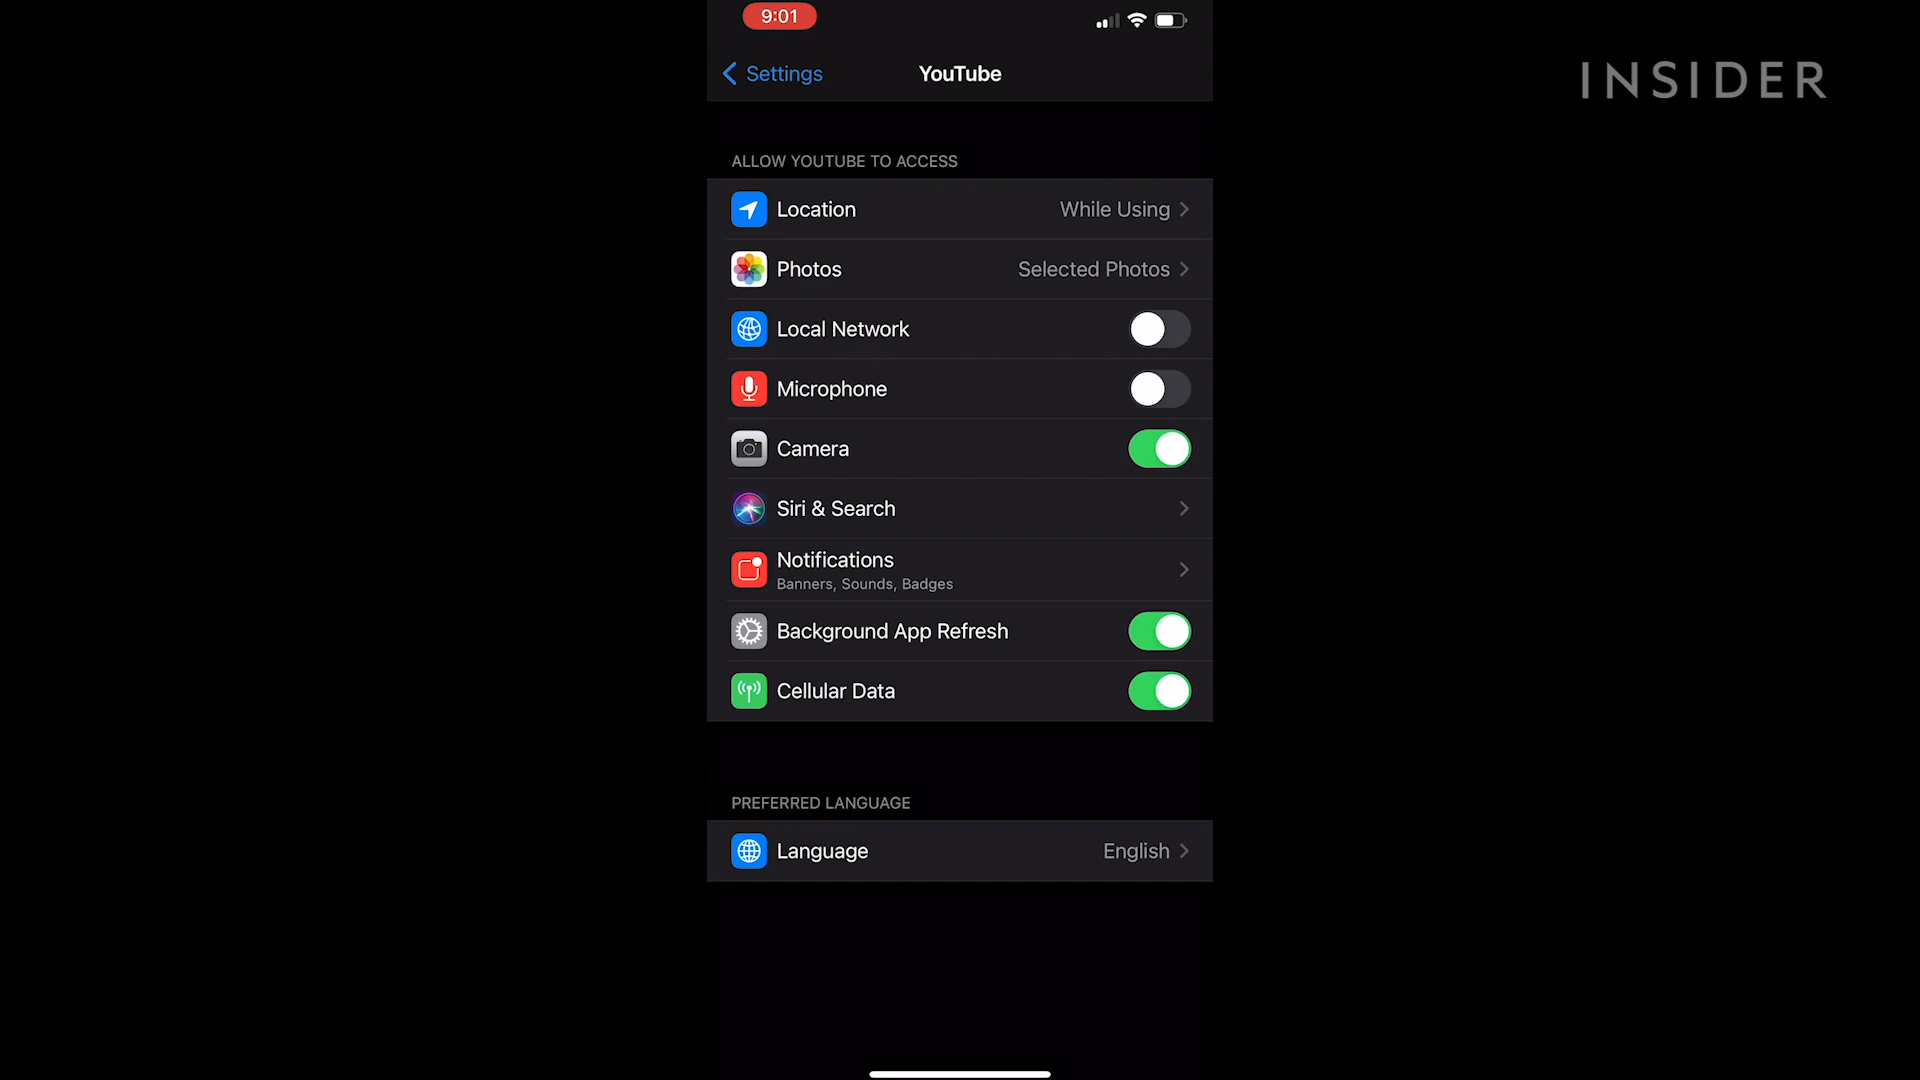 9:01
INSIDER
Settings
YouTube
ALLOW YOUTUBE TO ACCESS
Location While Using
Photos Selected Photos
Local Network
Microphone
Camera
Siri & Search
Notifications
Banners, Sounds, Badges
Background App Refresh
Cellular Data
PREFERRED LANGUAGE
Language English